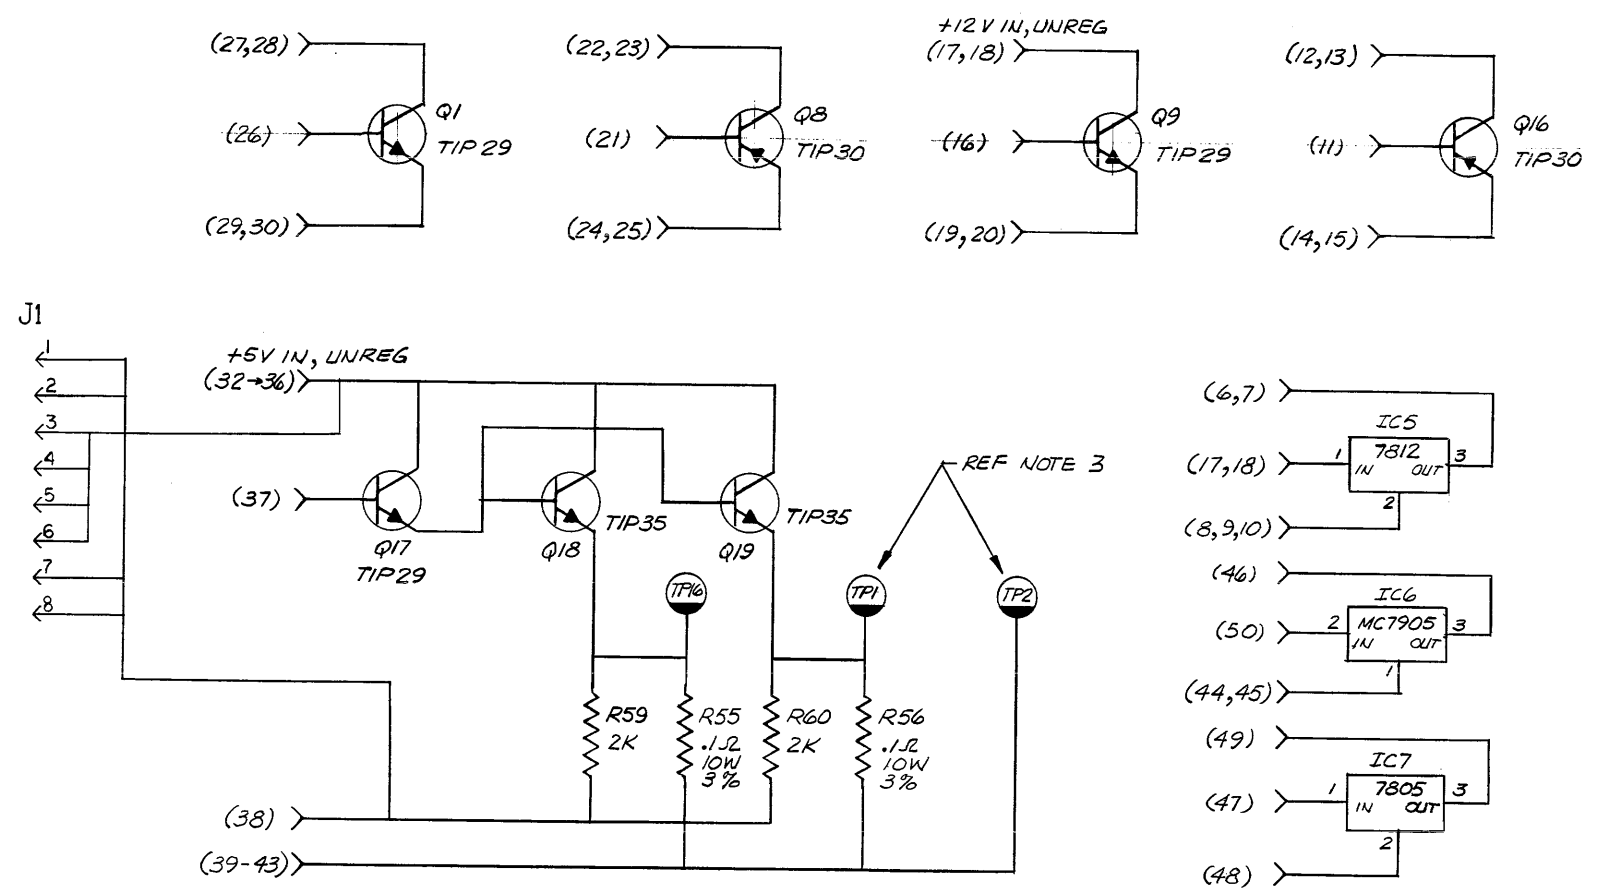 +12V IN, UNREG
(27,28)
(22,23)
(17,18)
(12,13)
Q1
Q8
Q9
Q16
(26)
TIP29
(21)
TIP30
(16)
TIP29
(11)
TIP30
(29,30)
(24,25)
(19,20)
(14,15)
J1
1
2
3
4
5
6
7
8
+5V IN, UNREG
(32→36)
(37)
Q17
TIP29
Q18
TIP35
Q19
TIP35
REF NOTE 3
TP16
TP1
TP2
R59
2K
R55
.1Ω
10W
3%
R60
2K
R56
.1Ω
10W
3%
(38)
(39-43)
(6,7)
IC5
(17,18)
1
7812
IN OUT
3
2
(8,9,10)
(46)
IC6
(50)
2
MC7905
IN OUT
3
1
(44,45)
(49)
IC7
(47)
1
7805
IN OUT
3
2
(48)